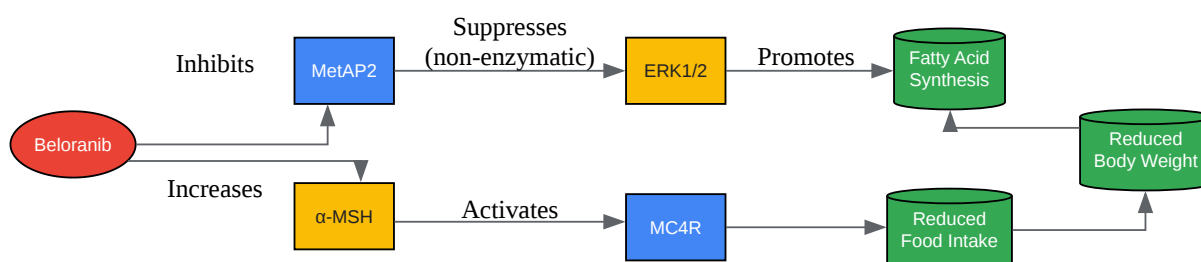 Suppresses
(non-enzymatic)
Inhibits
MetAP2
ERK1/2
Promotes
Fatty Acid
Synthesis
Beloranib
Reduced
Body Weight
Increases
α-MSH
Activates
MC4R
Reduced
Food Intake